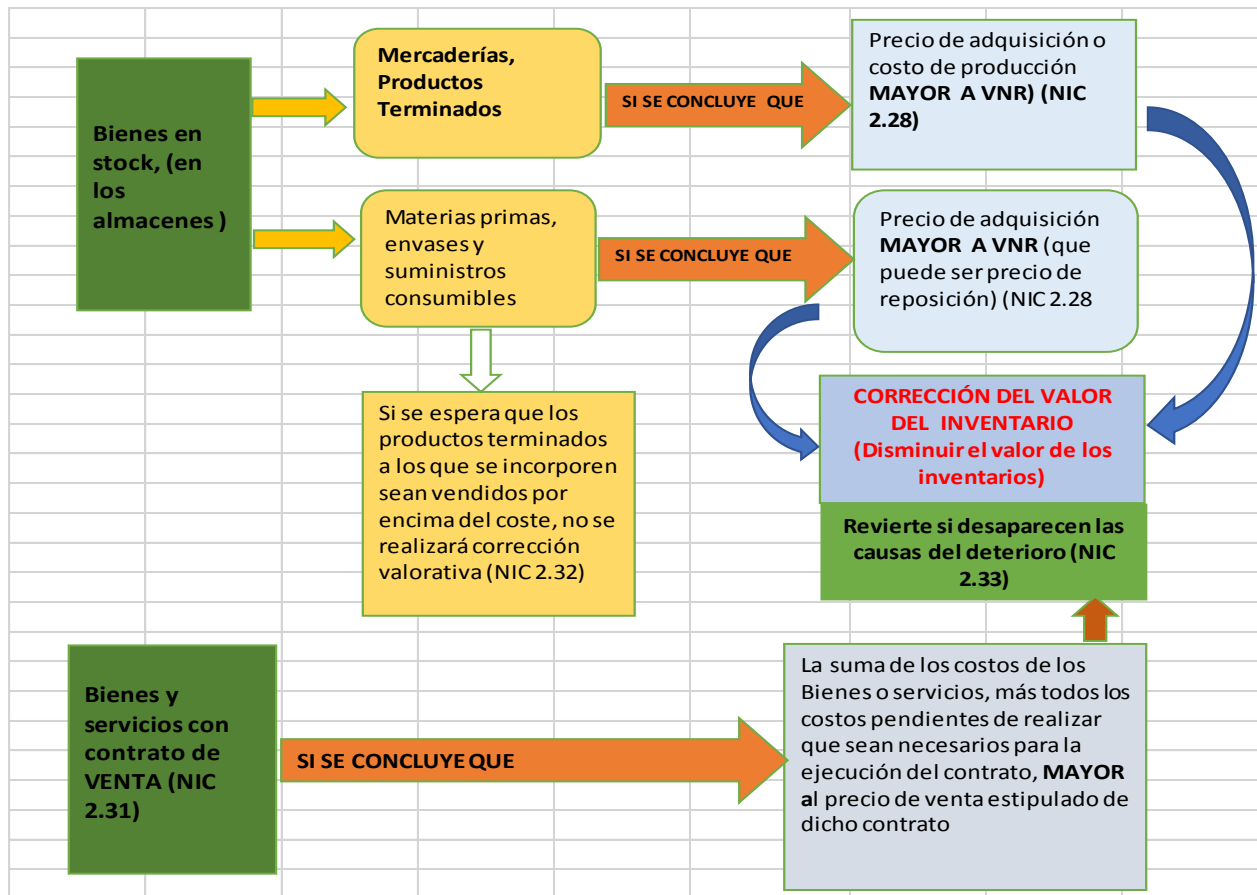 Bienes en
stock, (en
los
almacenes )
Mercaderías,
Productos
Terminados
SI SE CONCLUYE QUE
Precio de adquisición o
costo de producción
MAYOR A VNR) (NIC
2.28)
Materias primas,
envases y
suministros
consumibles
SI SE CONCLUYE QUE
Precio de adquisición
MAYOR A VNR (que
puede ser precio de
reposición) (NIC 2.28
Si se espera que los
productos terminados
a los que se incorporen
sean vendidos por
encima del coste, no se
realizará corrección
valorativa (NIC 2.32)
CORRECCIÓN DEL VALOR
DEL INVENTARIO
(Disminuir el valor de los
inventarios)
Revierte si desaparecen las
causas del deterioro (NIC
2.33)
Bienes y
servicios con
contrato de
VENTA (NIC
2.31)
SI SE CONCLUYE QUE
La suma de los costos de los
Bienes o servicios, más todos los
costos pendientes de realizar
que sean necesarios para la
ejecución del contrato, MAYOR
al precio de venta estipulado de
dicho contrato